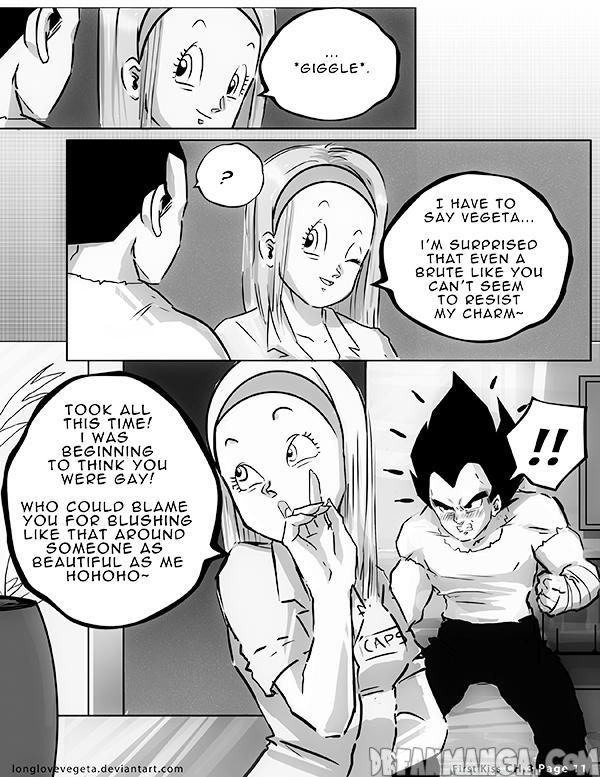 ...
*GIGGLE*.
?
I HAVE TO
SAY VEGETA...
I'M SURPRISED
THAT EVEN A
BRUTE LIKE YOU
CAN'T SEEM
TO RESIST
MY CHARM~
TOOK ALL
THIS TIME!
I WAS
BEGINNING
TO THINK YOU
WERE GAY!
WHO COULD BLAME
YOU FOR BLUSHING
LIKE THAT AROUND
SOMEONE AS
BEAUTIFUL AS ME
HOHOHO~
!!
CAPS
longlovevegeta.deviantart.com
First Kiss CH.3 Page 11
DBZANMANGA.COM